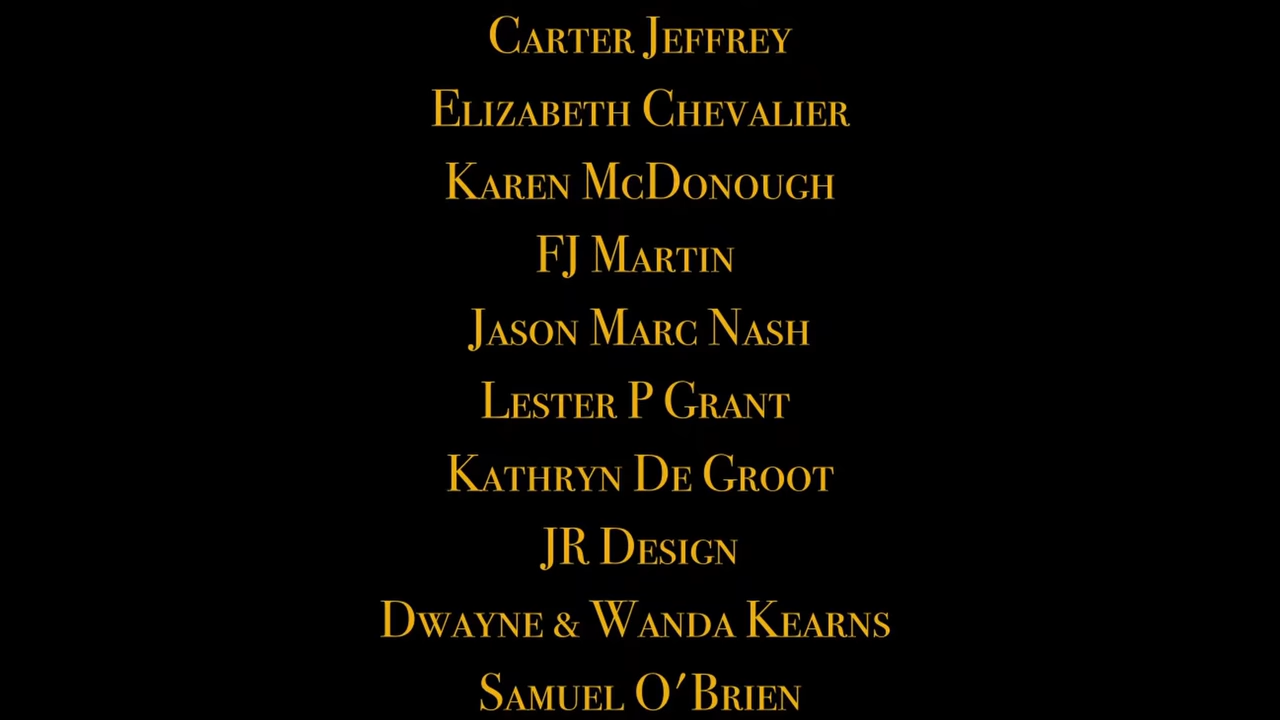 Carter Jeffrey
Elizabeth Chevalier
Karen McDonough
FJ Martin
Jason Marc Nash
Lester P Grant
Kathryn De Groot
JR Design
Dwayne & Wanda Kearns
Samuel O'Brien